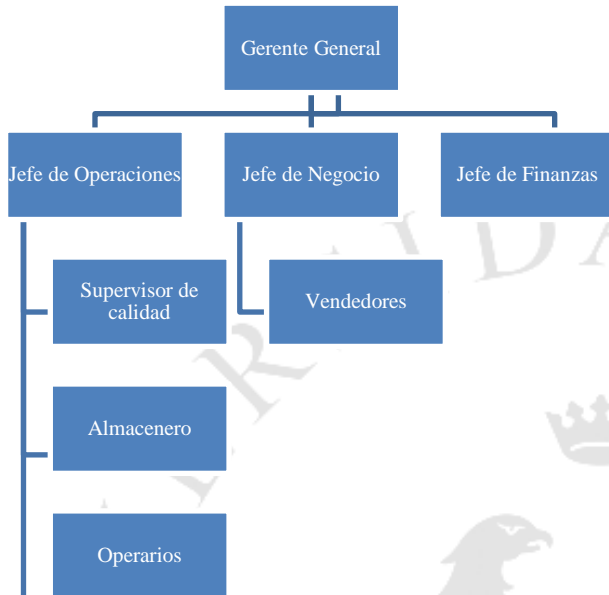 Gerente General
Jefe de Operaciones
Jefe de Negocio
Jefe de Finanzas
Supervisor de
calidad
Vendedores
Almacenero
Operarios